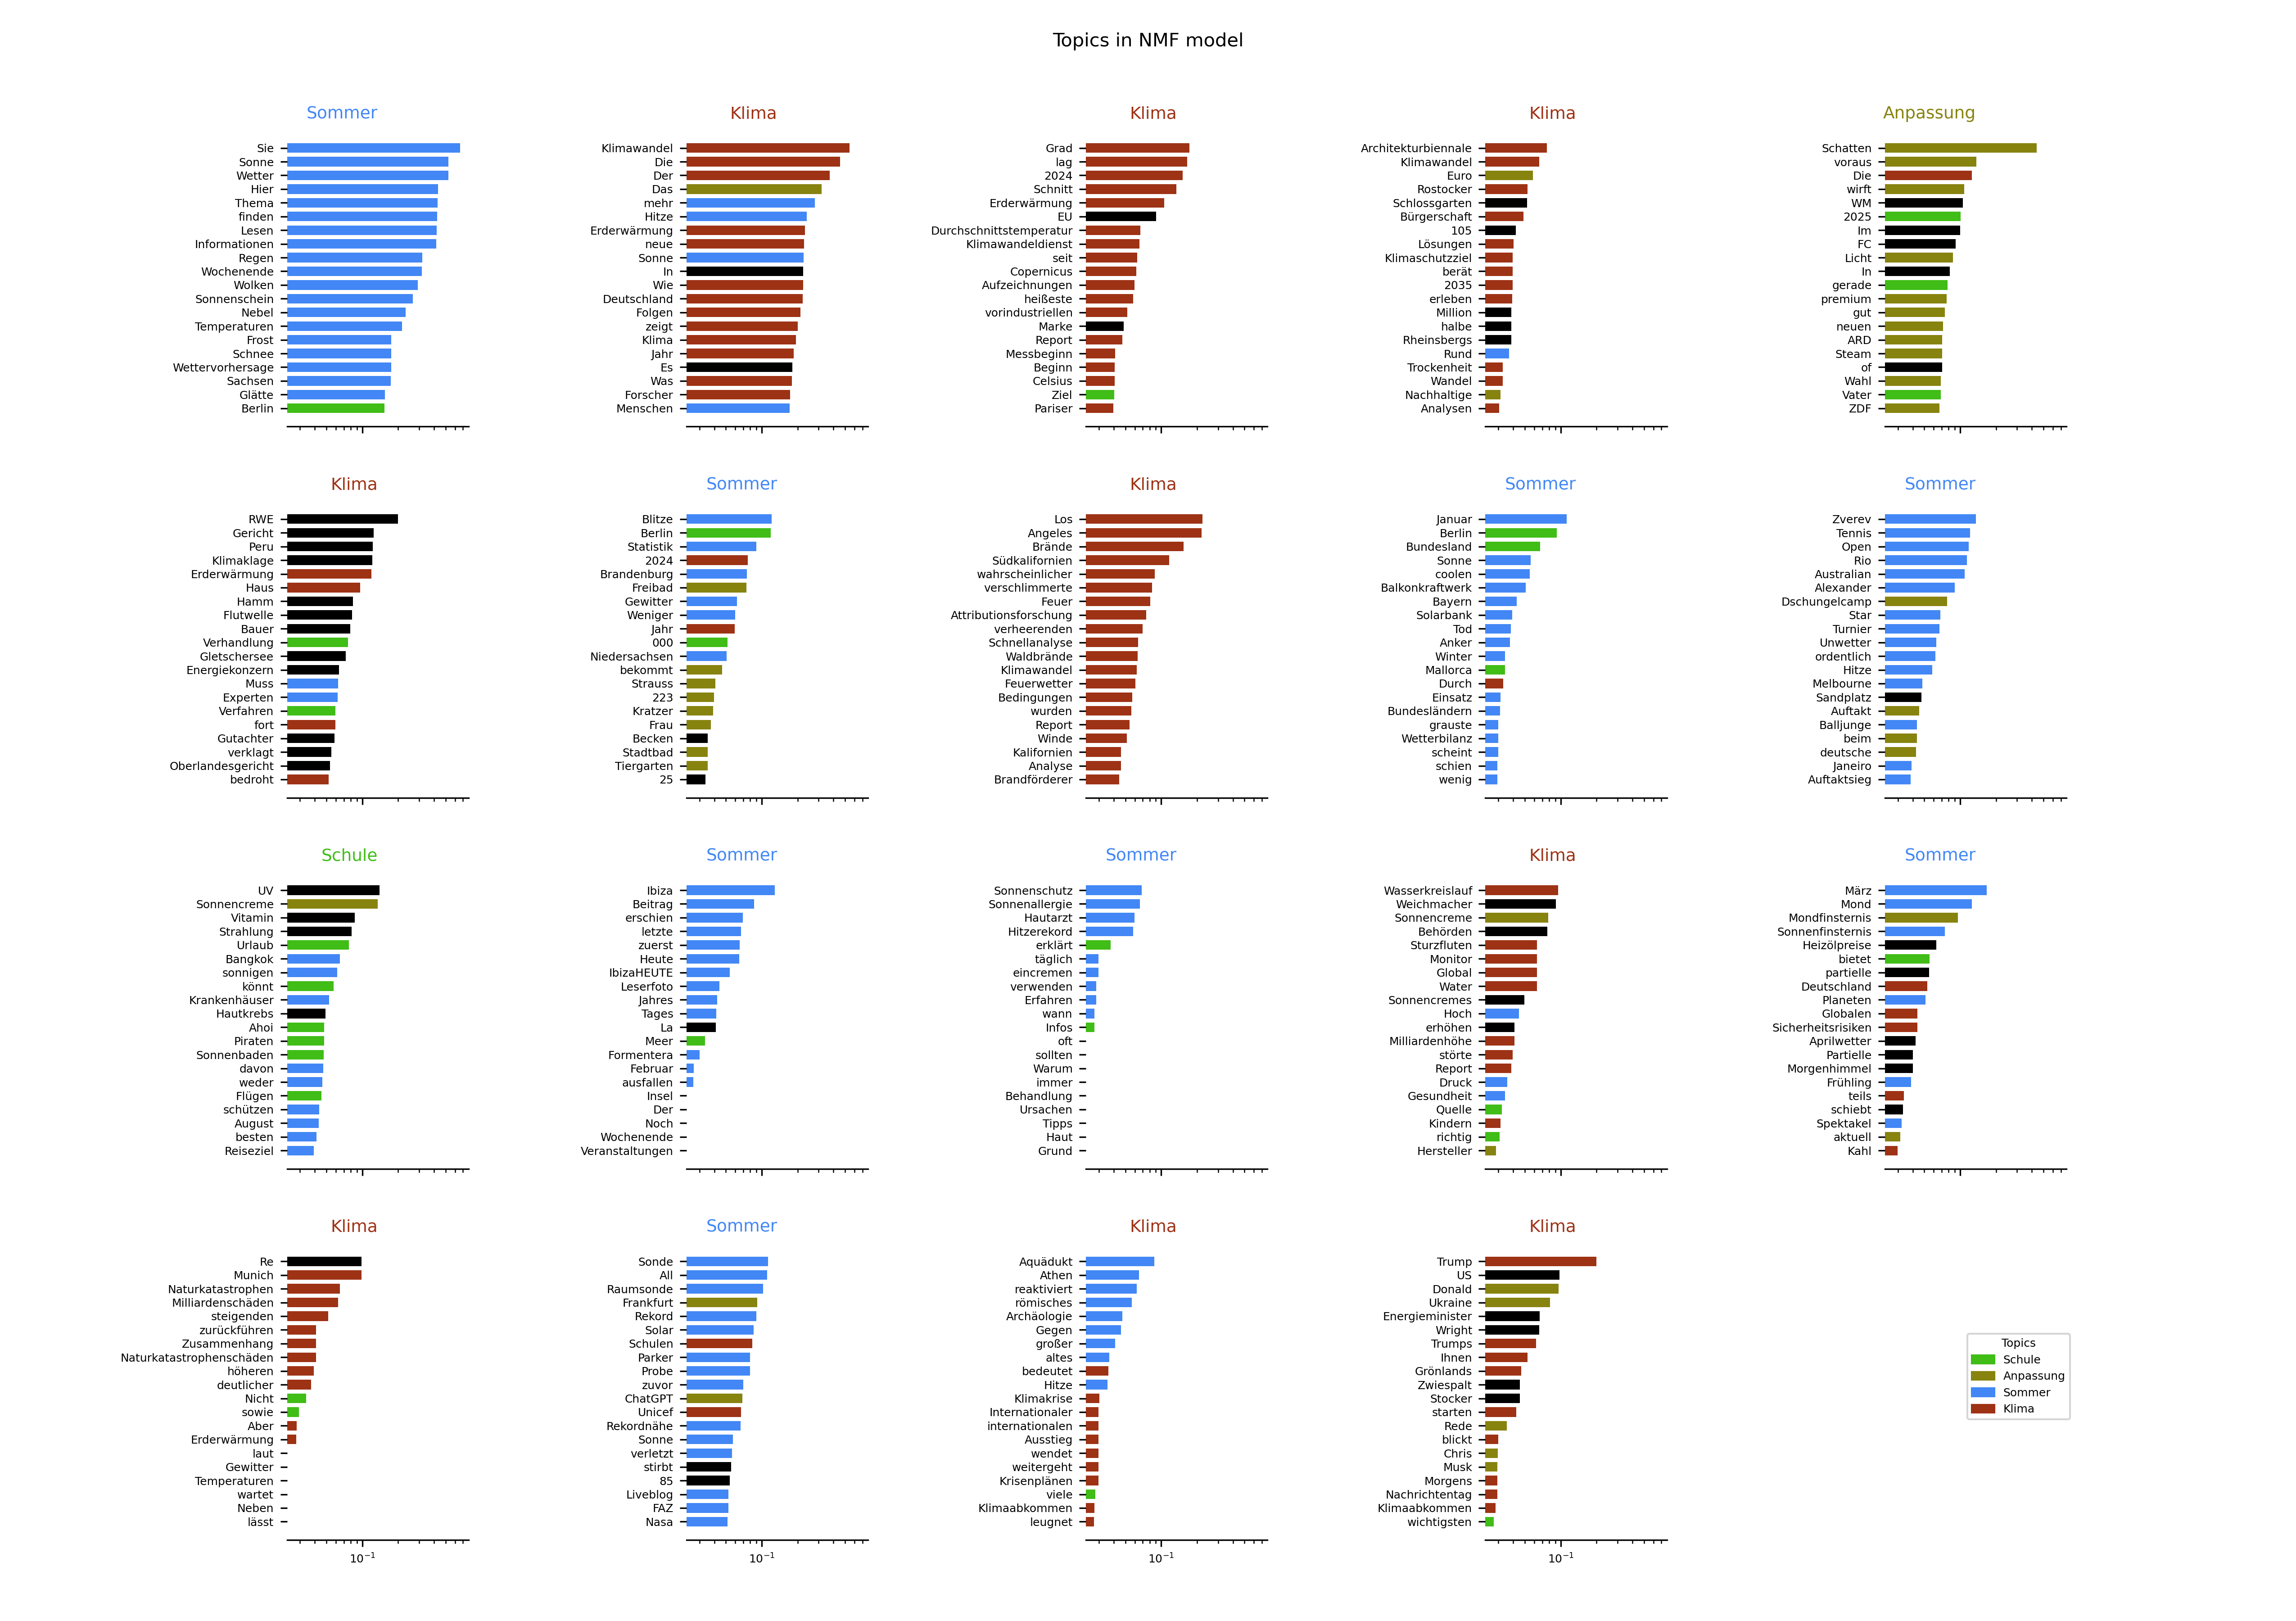 Topics in NMF model
Sommer
Sie
Sonne
Wetter
Hier
Thema
finden
Lesen
Informationen
Regen
Wochenende
Wolken
Sonnenschein
Nebel
Temperaturen
Frost
Schnee
Wettervorhersage
Sachsen
Glätte
Berlin
Klima
Klimawandel
Die
Der
Das
mehr
Hitze
Erderwärmung
neue
Sonne
In
Wie
Deutschland
Folgen
zeigt
Klima
Jahr
Es
Was
Forscher
Menschen
Klima
Grad
lag
2024
Schnitt
Erderwärmung
EU
Durchschnittstemperatur
Klimawandeldienst
seit
Copernicus
Aufzeichnungen
heißeste
vorindustriellen
Marke
Report
Messbeginn
Beginn
Celsius
Ziel
Pariser
Klima
Architekturbiennale
Klimawandel
Euro
Rostocker
Schlossgarten
Bürgerschaft
105
Lösungen
Klimaschutzziel
berät
2035
erleben
Million
halbe
Rheinsbergs
Rund
Trockenheit
Wandel
Nachhaltige
Analysen
Anpassung
Schatten
voraus
Die
wirft
WM
2025
Im
FC
Licht
In
gerade
premium
gut
neuen
ARD
Steam
of
Wahl
Vater
ZDF
Klima
RWE
Gericht
Peru
Klimaklage
Erderwärmung
Haus
Hamm
Flutwelle
Bauer
Verhandlung
Gletschersee
Energiekonzern
Muss
Experten
Verfahren
fort
Gutachter
verklagt
Oberlandesgericht
bedroht
Sommer
Blitze
Berlin
Statistik
2024
Brandenburg
Freibad
Gewitter
Weniger
Jahr
000
Niedersachsen
bekommt
Strauss
223
Kratzer
Frau
Becken
Stadtbad
Tiergarten
25
Klima
Los
Angeles
Brände
Südkalifornien
wahrscheinlicher
verschlimmerte
Feuer
Attributionsforschung
verheerenden
Schnellanalyse
Waldbrände
Klimawandel
Feuerwetter
Bedingungen
wurden
Report
Winde
Kalifornien
Analyse
Brandförderer
Sommer
Januar
Berlin
Bundesland
Sonne
coolen
Balkonkraftwerk
Bayern
Solarbank
Tod
Anker
Winter
Mallorca
Durch
Einsatz
Bundesländern
grauste
Wetterbilanz
scheint
schien
wenig
Sommer
Zverev
Tennis
Open
Rio
Australian
Alexander
Dschungelcamp
Star
Turnier
Unwetter
ordentlich
Hitze
Melbourne
Sandplatz
Auftakt
Balljunge
beim
deutsche
Janeiro
Auftaktsieg
Schule
UV
Sonnencreme
Vitamin
Strahlung
Urlaub
Bangkok
sonnigen
könnt
Krankenhäuser
Hautkrebs
Ahoi
Piraten
Sonnenbaden
davon
weder
Flügen
schützen
August
besten
Reiseziel
Sommer
Ibiza
Beitrag
erschien
letzte
zuerst
Heute
IbizaHEUTE
Leserfoto
Jahres
Tages
La
Meer
Formentera
Februar
ausfallen
Insel
Der
Noch
Wochenende
Veranstaltungen
Sommer
Sonnenschutz
Sonnenallergie
Hautarzt
Hitzerekord
erklärt
täglich
eincremen
verwenden
Erfahren
wann
Infos
oft
sollten
Warum
immer
Behandlung
Ursachen
Tipps
Haut
Grund
Klima
Wasserkreislauf
Weichmacher
Sonnencreme
Behörden
Sturzfluten
Monitor
Global
Water
Sonnencremes
Hoch
erhöhen
Milliardenhöhe
störte
Report
Druck
Gesundheit
Quelle
Kindern
richtig
Hersteller
Sommer
März
Mond
Mondfinsternis
Sonnenfinsternis
Heizölpreise
bietet
partielle
Deutschland
Planeten
Globalen
Sicherheitsrisiken
Aprilwetter
Partielle
Morgenhimmel
Frühling
teils
schiebt
Spektakel
aktuell
Kahl
Klima
Re
Munich
Naturkatastrophen
Milliardenschäden
steigenden
zurückführen
Zusammenhang
Naturkatastrophenschäden
höheren
deutlicher
Nicht
sowie
Aber
Erderwärmung
laut
Gewitter
Temperaturen
wartet
Neben
lässt
10⁻¹
Sommer
Sonde
All
Raumsonde
Frankfurt
Rekord
Solar
Schulen
Parker
Probe
zuvor
ChatGPT
Unicef
Rekordnähe
Sonne
verletzt
stirbt
85
Liveblog
FAZ
Nasa
10⁻¹
Klima
Aquädukt
Athen
reaktiviert
römisches
Archäologie
Gegen
großer
altes
bedeutet
Hitze
Klimakrise
Internationaler
internationalen
Ausstieg
wendet
weitergeht
Krisenplänen
viele
Klimaabkommen
leugnet
10⁻¹
Klima
Trump
US
Donald
Ukraine
Energieminister
Wright
Trumps
Ihnen
Grönlands
Zwiespalt
Stocker
starten
Rede
blickt
Chris
Musk
Morgens
Nachrichtentag
Klimaabkommen
wichtigsten
10⁻¹
Topics
Schule
Anpassung
Sommer
Klima